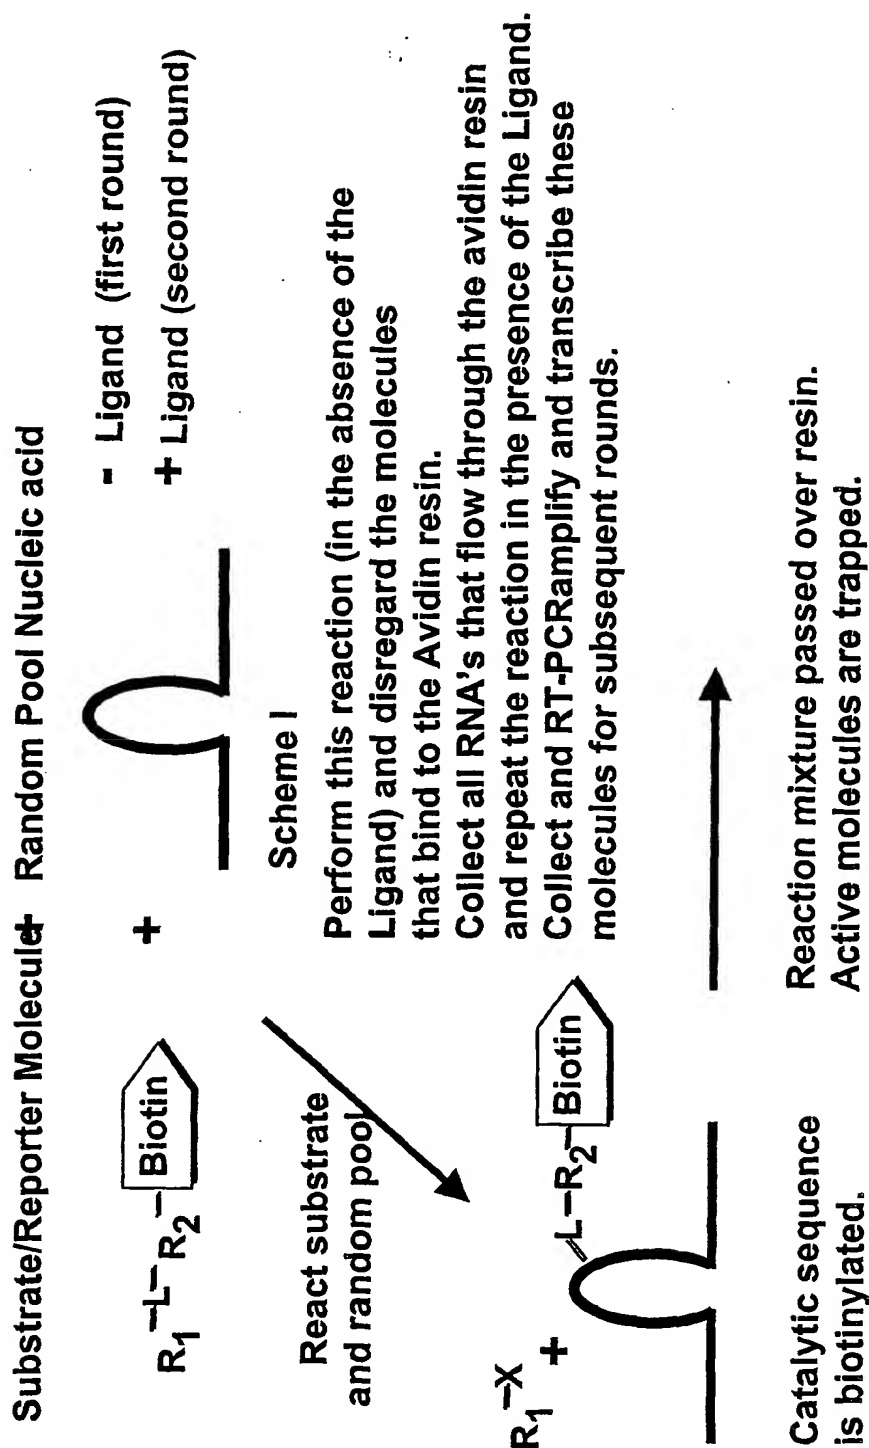 Substrate/Reporter Molecule + Random Pool Nucleic acid
R1-L-R2-Biotin
+
- Ligand (first round)
+ Ligand (second round)
Scheme I
Perform this reaction (in the absence of the
Ligand) and disregard the molecules
that bind to the Avidin resin.
Collect all RNA's that flow through the avidin resin
and repeat the reaction in the presence of the Ligand.
Collect and RT-PCRamplify and transcribe these
molecules for subsequent rounds.
React substrate
and random pool
R1-X
+
L-R2-Biotin
Catalytic sequence
is biotinylated.
Reaction mixture passed over resin.
Active molecules are trapped.